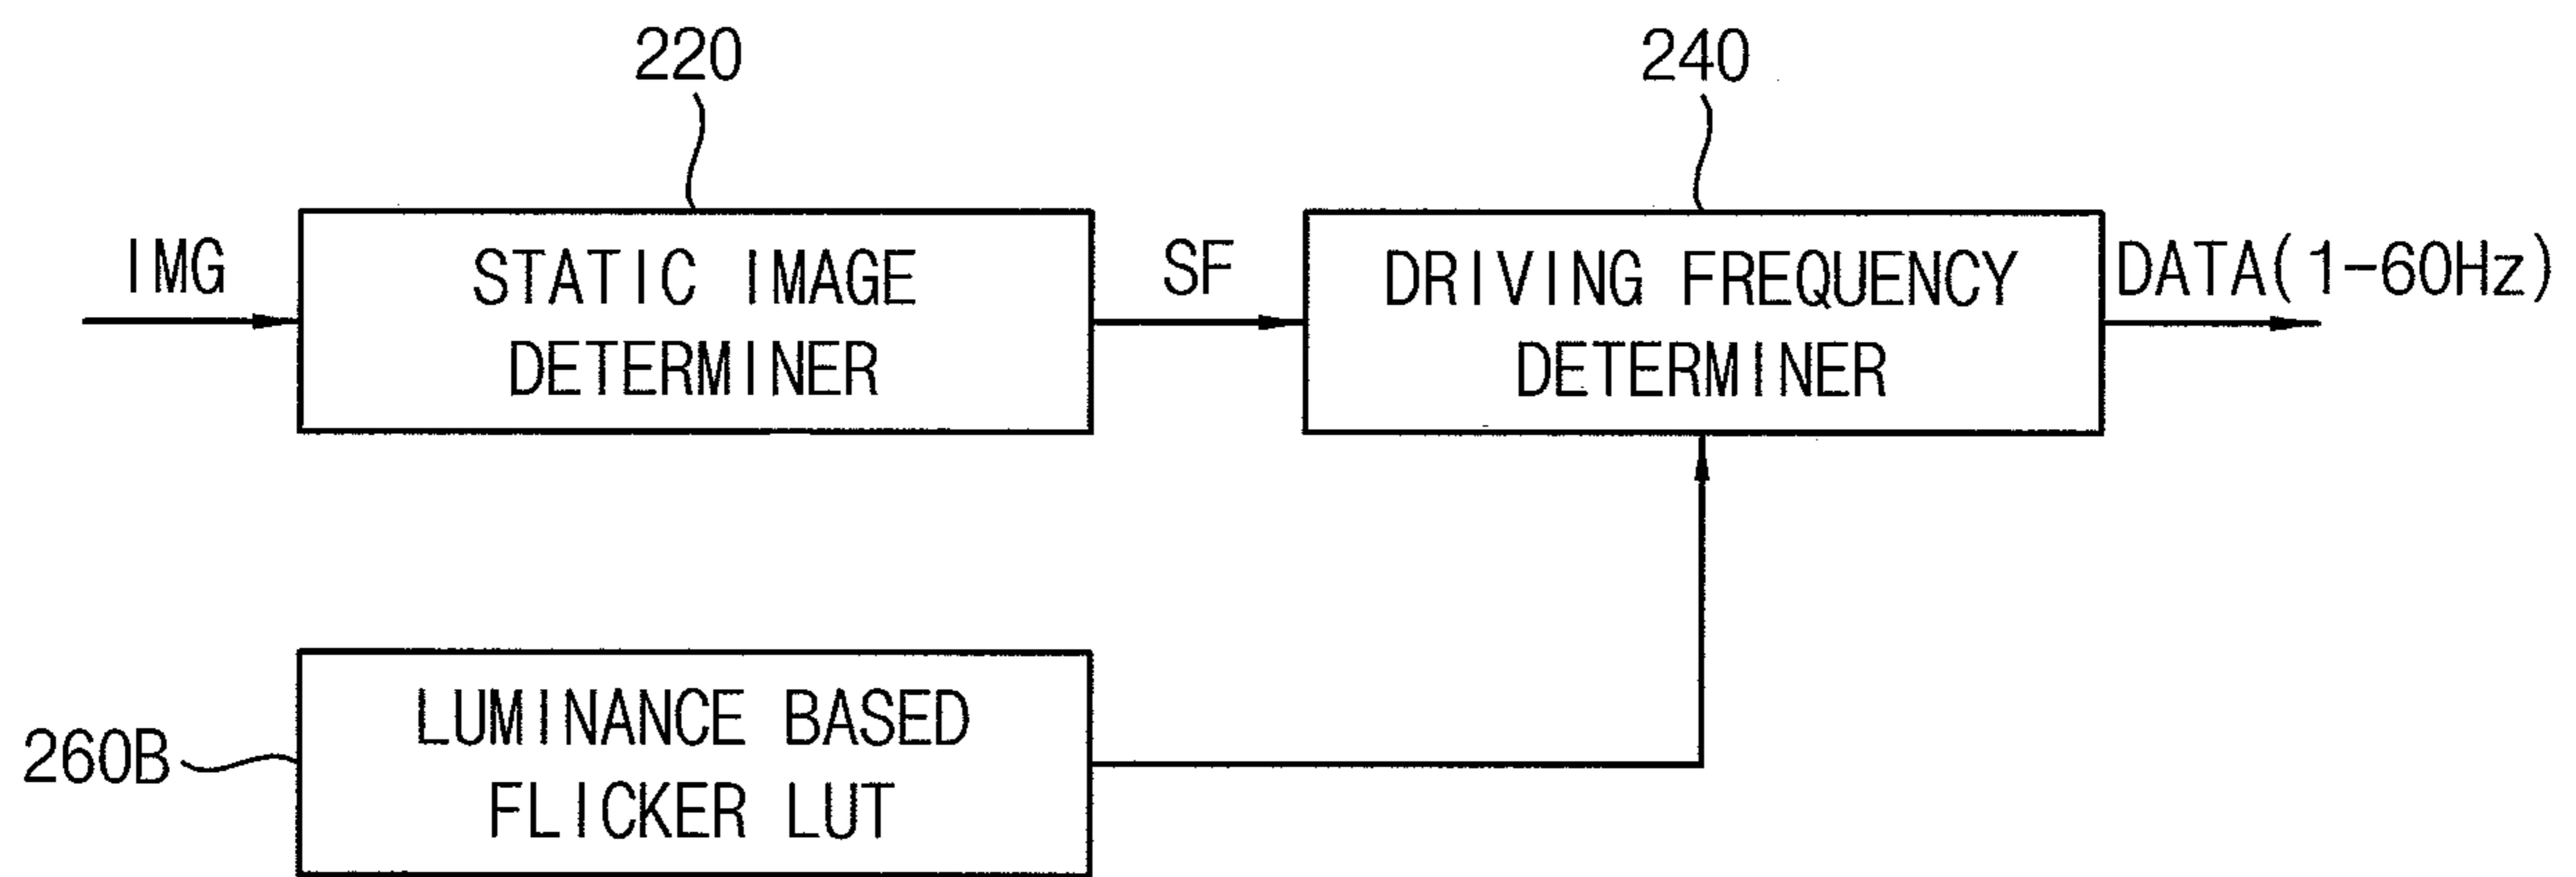 220
240
IMG
STATIC IMAGE
DETERMINER
SF
DRIVING FREQUENCY
DETERMINER
DATA(1-60Hz)
260B
LUMINANCE BASED
FLICKER LUT